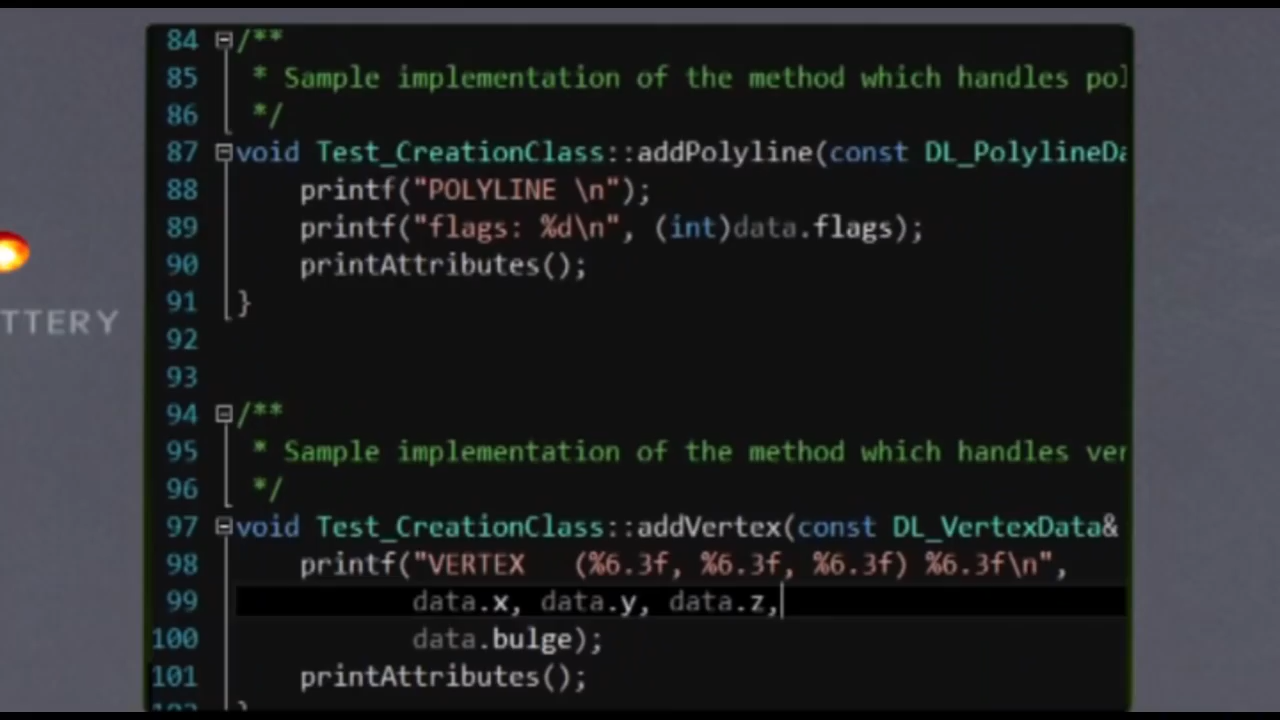 84 /**
85 * Sample implementation of the method which handles pol
86 */
87 void Test_CreationClass::addPolyline(const DL_PolylineDa
88 printf("POLYLINE \n");
89 printf("flags: %d\n", (int)data.flags);
90 printAttributes();
91 }
92
93
94 /**
95 * Sample implementation of the method which handles ver
96 */
97 void Test_CreationClass::addVertex(const DL_VertexData&
98 printf("VERTEX   (%6.3f, %6.3f, %6.3f) %6.3f\n",
99 data.x, data.y, data.z,
100 data.bulge);
101 printAttributes();
}
TTERY